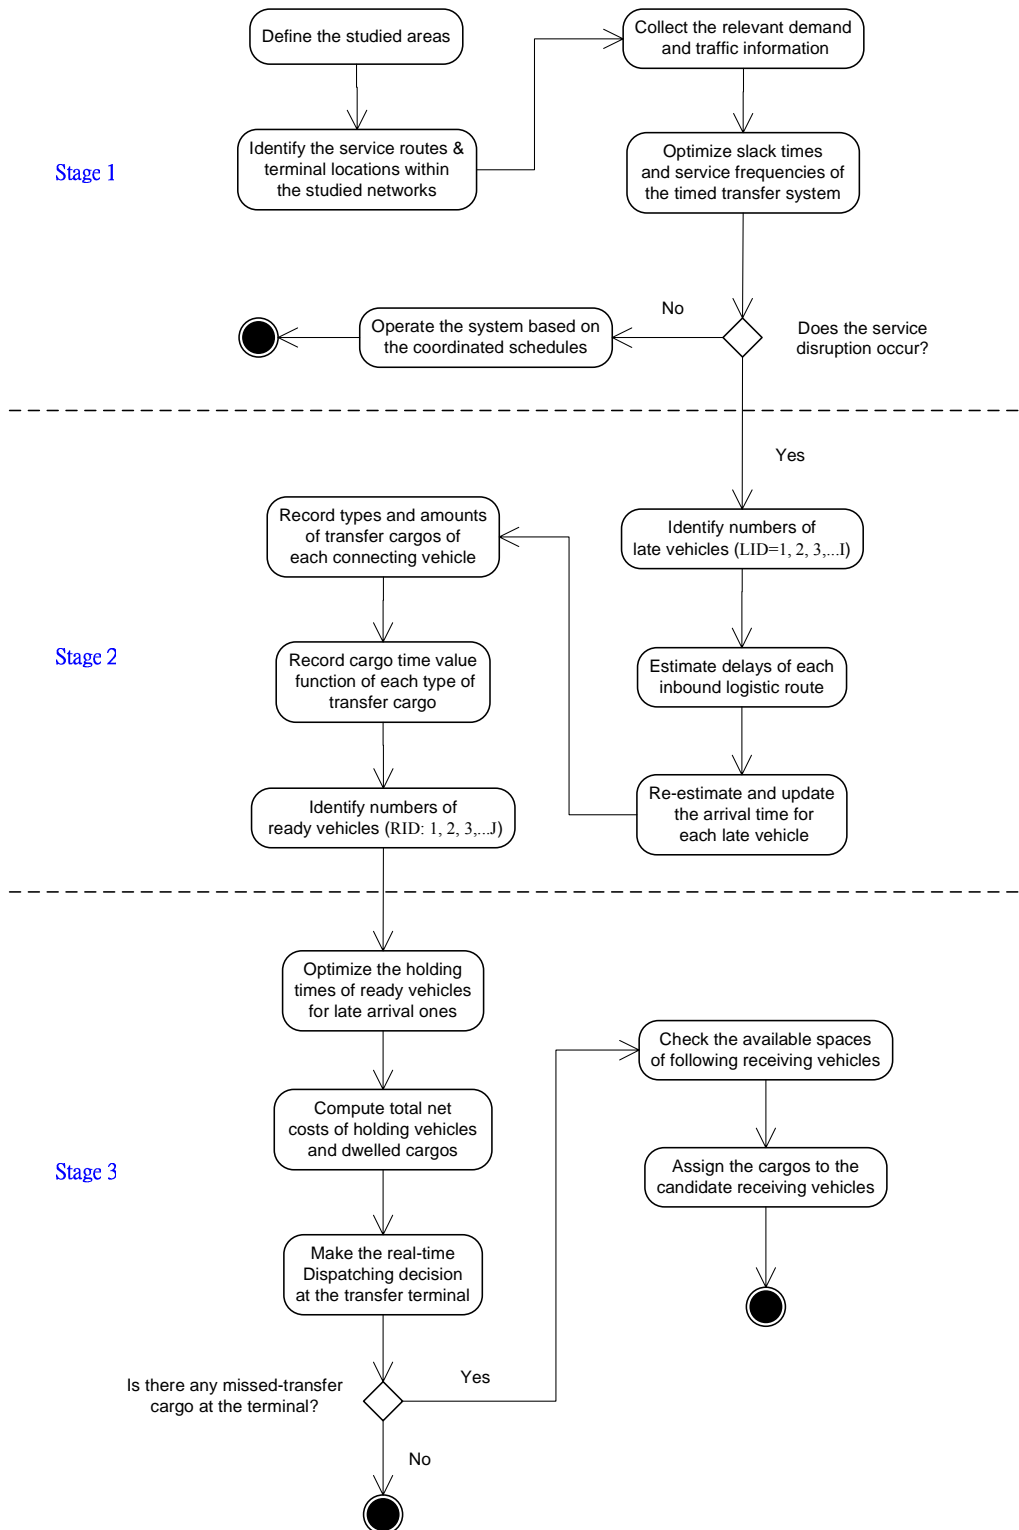 Define the studied areas
Collect the relevant demand
and traffic information
Stage 1
Identify the service routes &
terminal locations within
the studied networks
Optimize slack times
and service frequencies of
the timed transfer system
No
Operate the system based on
the coordinated schedules
Does the service
disruption occur?
Yes
Identify numbers of
late vehicles (LID=1, 2, 3,...I)
Record types and amounts
of transfer cargos of
each connecting vehicle
Stage 2
Record cargo time value
function of each type of
transfer cargo
Estimate delays of each
inbound logistic route
Identify numbers of
ready vehicles (RID: 1, 2, 3,...J)
Re-estimate and update
the arrival time for
each late vehicle
Optimize the holding
times of ready vehicles
for late arrival ones
Check the available spaces
of following receiving vehicles
Compute total net
costs of holding vehicles
and dwelled cargos
Stage 3
Assign the cargos to the
candidate receiving vehicles
Make the real-time
Dispatching decision
at the transfer terminal
Is there any missed-transfer
cargo at the terminal?
Yes
No